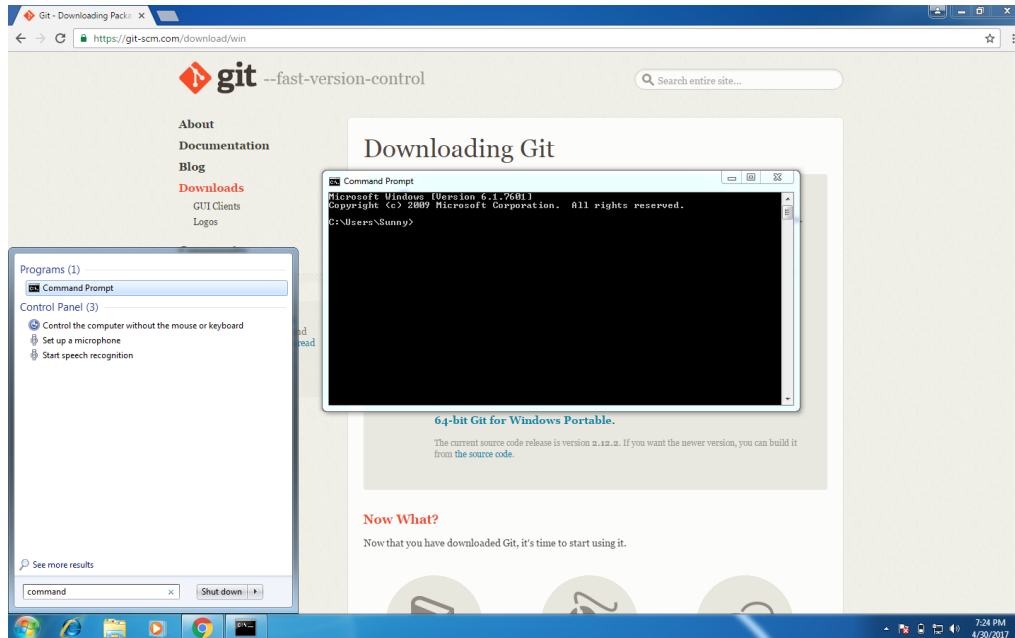 Git - Downloading Packa
https://git-scm.com/download/win
git --fast-version-control
Search entire site...
About
Documentation
Blog
Downloads
GUI Clients
Logos
Downloading Git
Command Prompt
Microsoft Windows [Version 6.1.7601]
Copyright (c) 2009 Microsoft Corporation. All rights reserved.
C:\Users\Sunny>
Programs (1)
Command Prompt
Control Panel (3)
Control the computer without the mouse or keyboard
Set up a microphone
Start speech recognition
See more results
command
Shut down
read
64-bit Git for Windows Portable.
The current source code release is version 2.12.2. If you want the newer version, you can build it
from the source code.
Now What?
Now that you have downloaded Git, it's time to start using it.
7:24 PM
4/30/2017